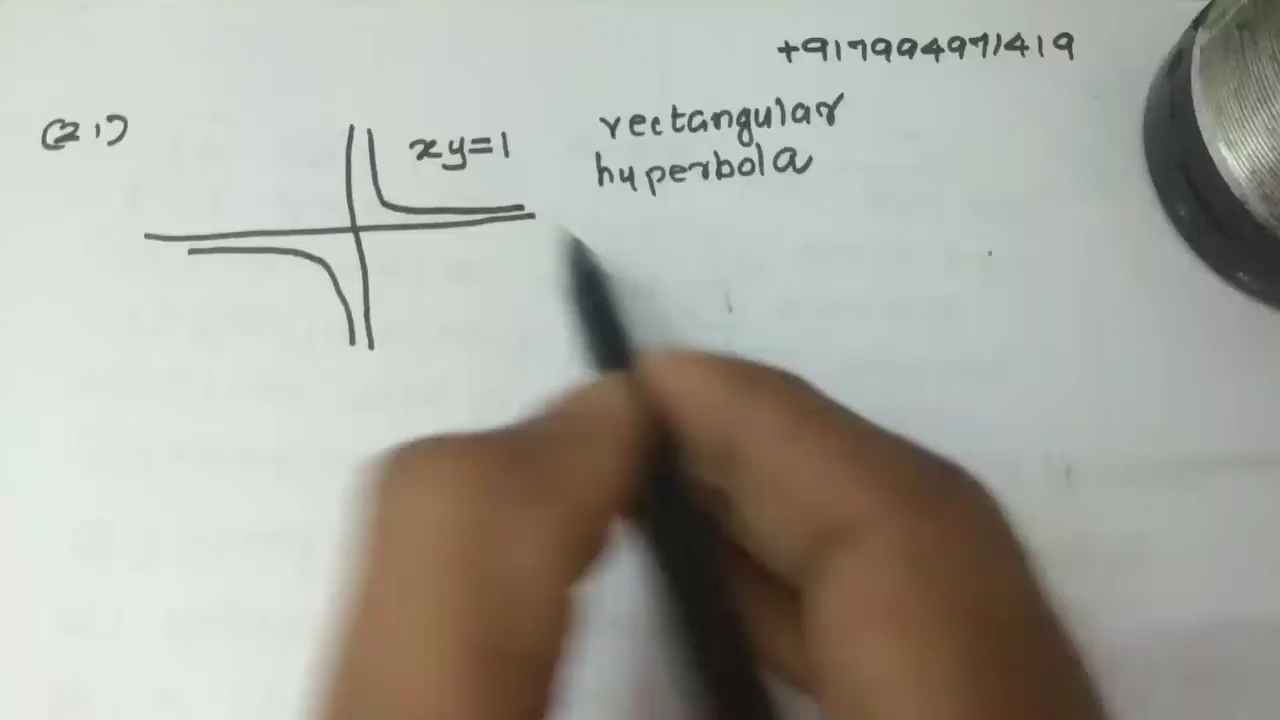 +917994971419
(21)
xy=1
rectangular
hyperbola